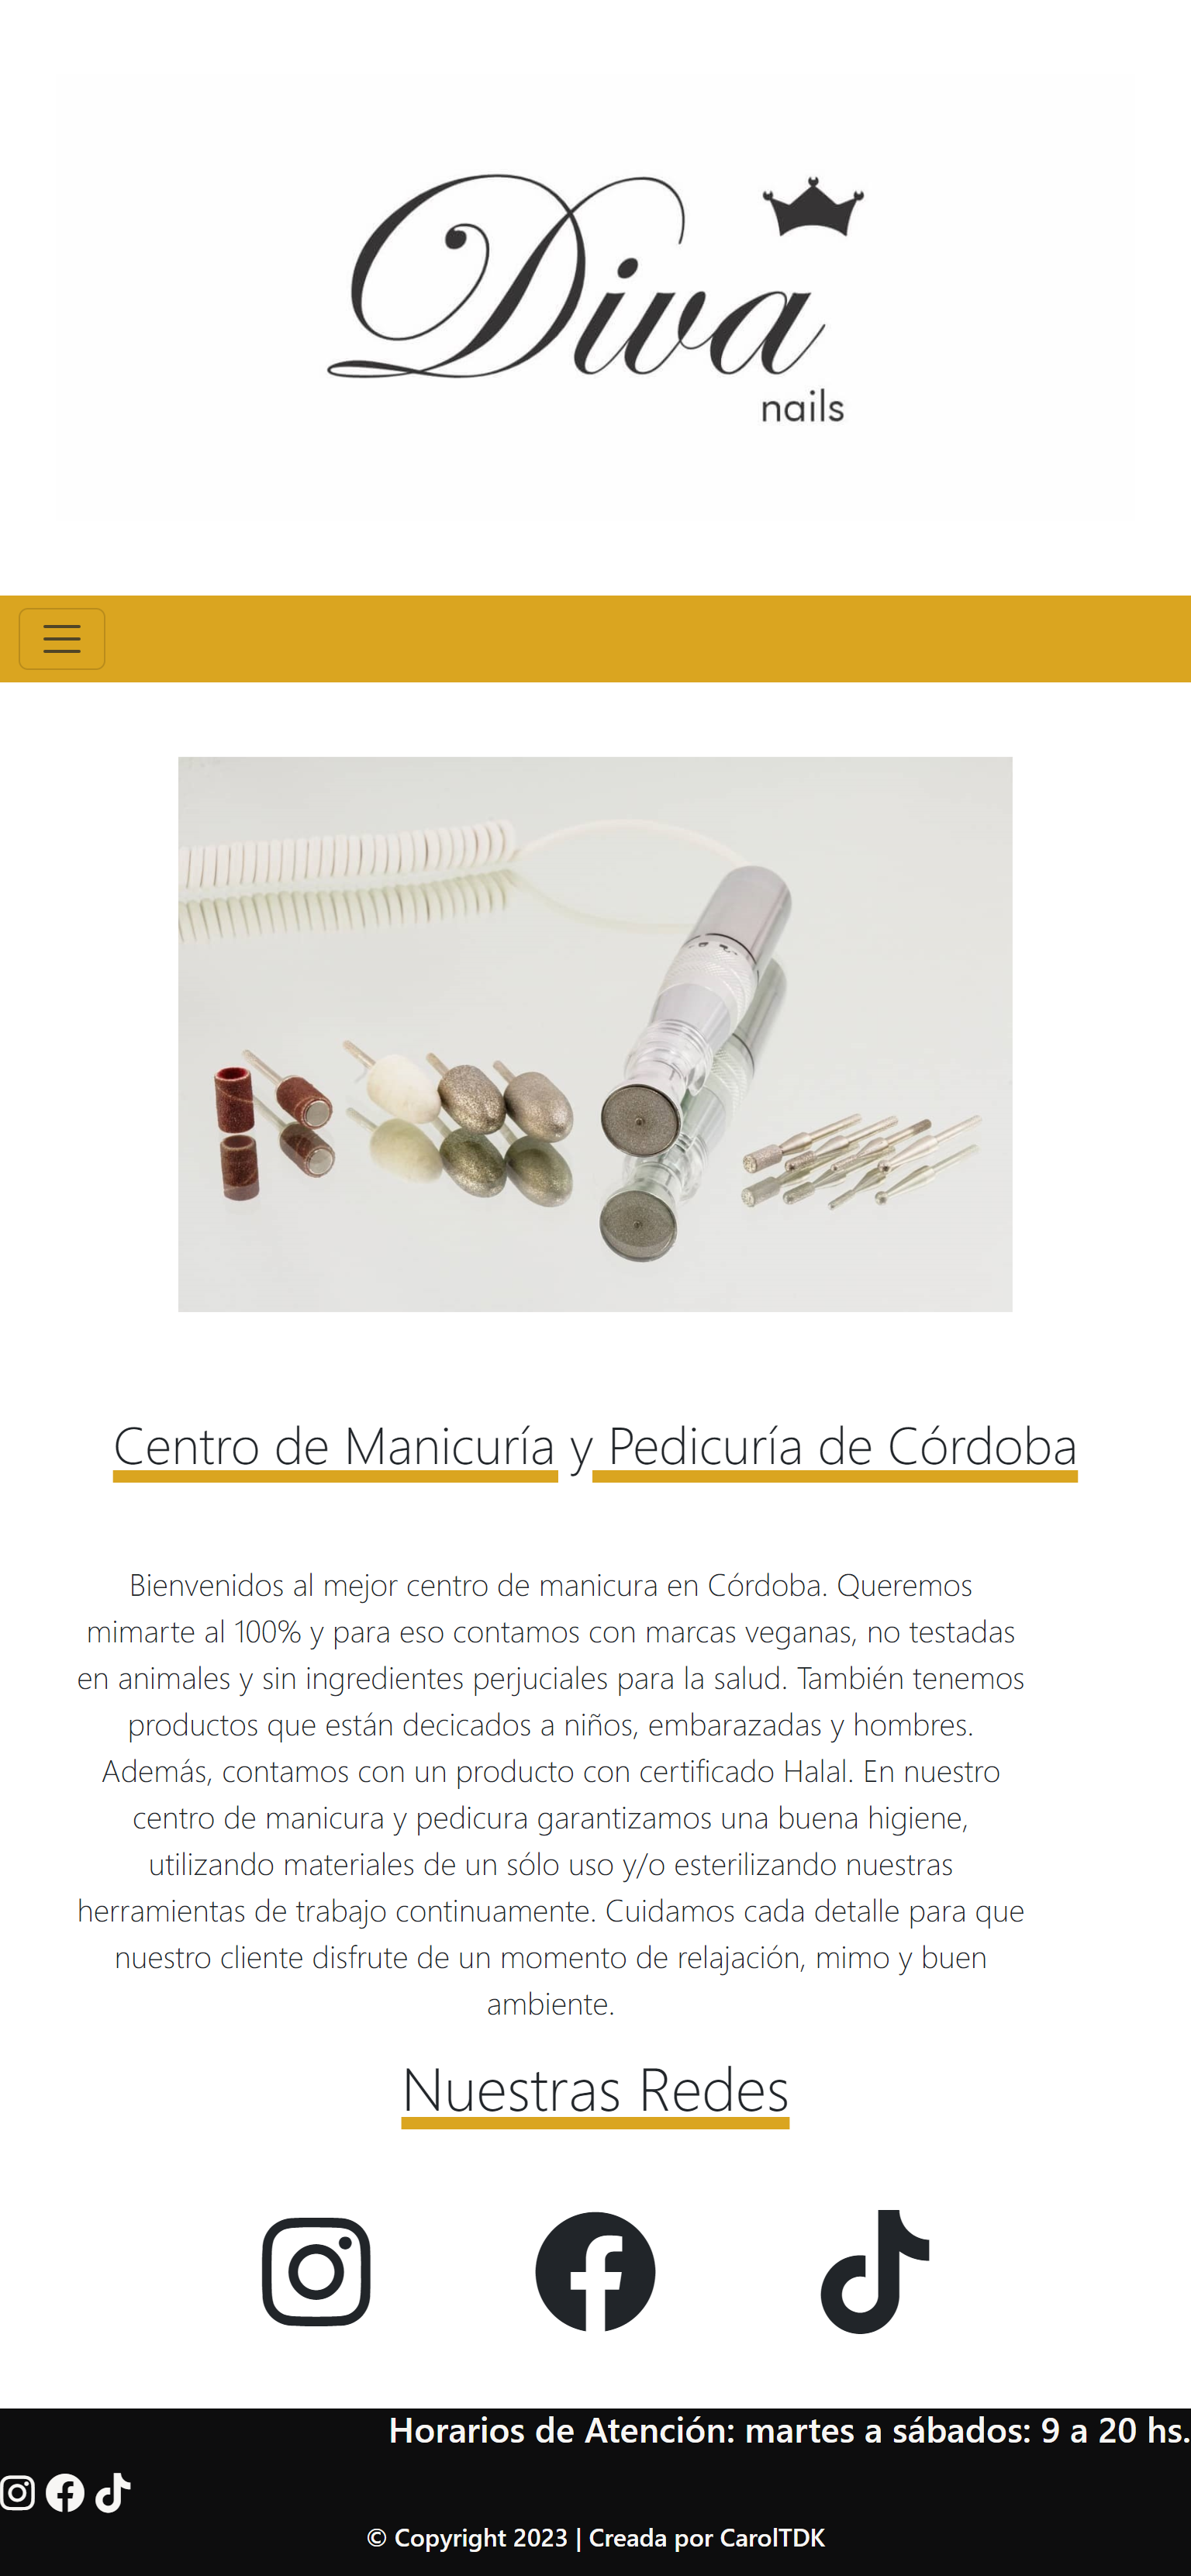 Diva
nails
Centro de Manicuría y Pedicuría de Córdoba
Bienvenidos al mejor centro de manicura en Córdoba. Queremos
mimarte al 100% y para eso contamos con marcas veganas, no testadas
en animales y sin ingredientes perjuciales para la salud. También tenemos
productos que están decicados a niños, embarazadas y hombres.
Además, contamos con un producto con certificado Halal. En nuestro
centro de manicura y pedicura garantizamos una buena higiene,
utilizando materiales de un sólo uso y/o esterilizando nuestras
herramientas de trabajo continuamente. Cuidamos cada detalle para que
nuestro cliente disfrute de un momento de relajación, mimo y buen
ambiente.
Nuestras Redes
Horarios de Atención: martes a sábados: 9 a 20 hs.
© Copyright 2023 | Creada por CarolTDK